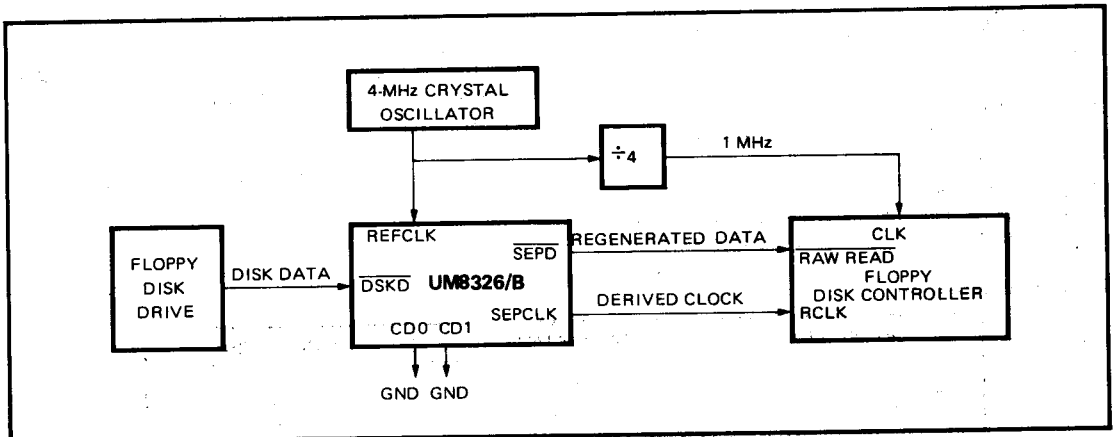 4-MHz CRYSTAL
OSCILLATOR
÷4
1 MHz
FLOPPY
DISK
DRIVE
DISK DATA
REFCLK
SEPD
DSKD
UM8326/B
SEPCLK
CD0 CD1
GND GND
REGENERATED DATA
DERIVED CLOCK
CLK
RAW READ
FLOPPY
DISK CONTROLLER
RCLK